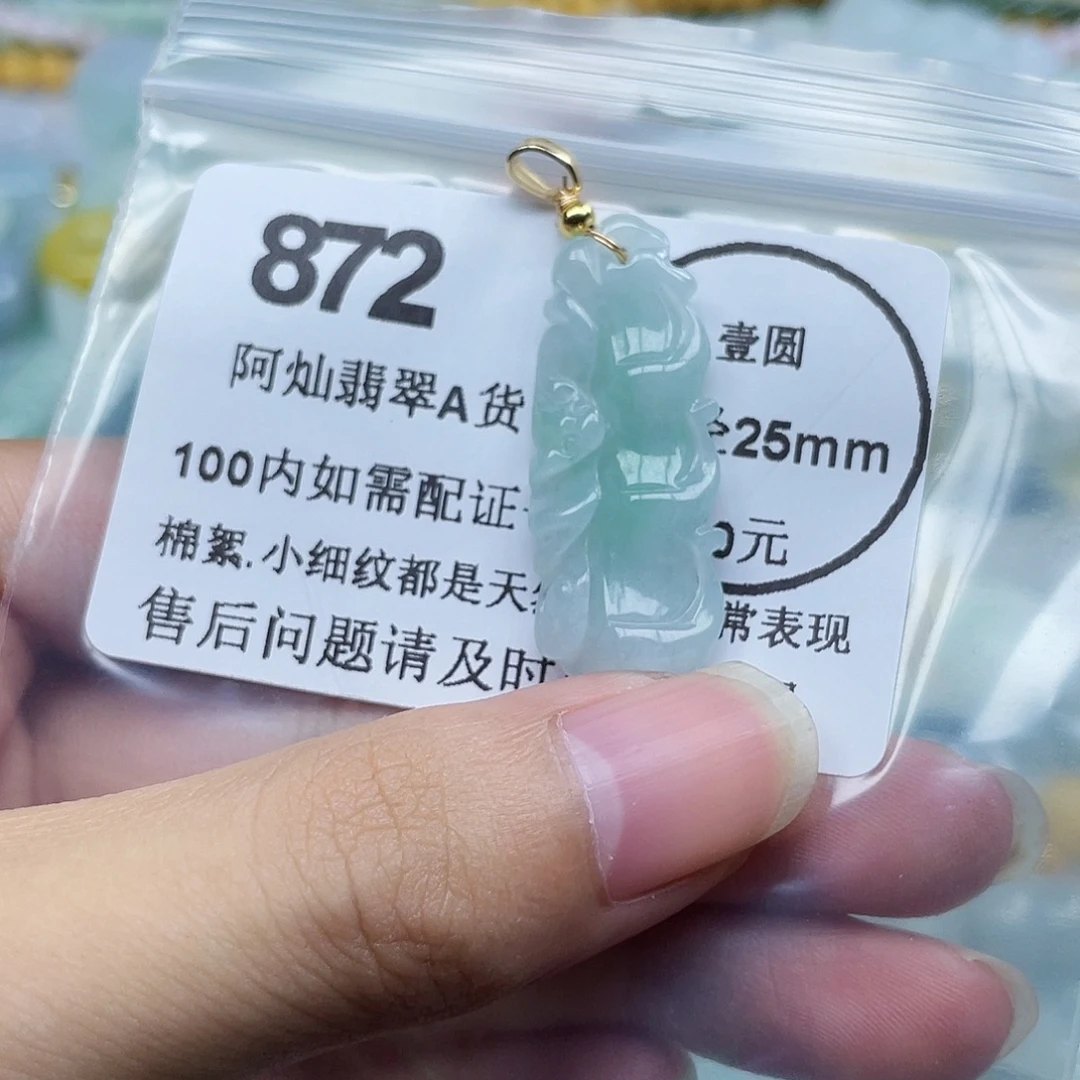 872
阿灿翡翠A货
100内如需配证
棉絮.小细纹都是天
售后问题请及时
壹圆
25mm
0元
常表现